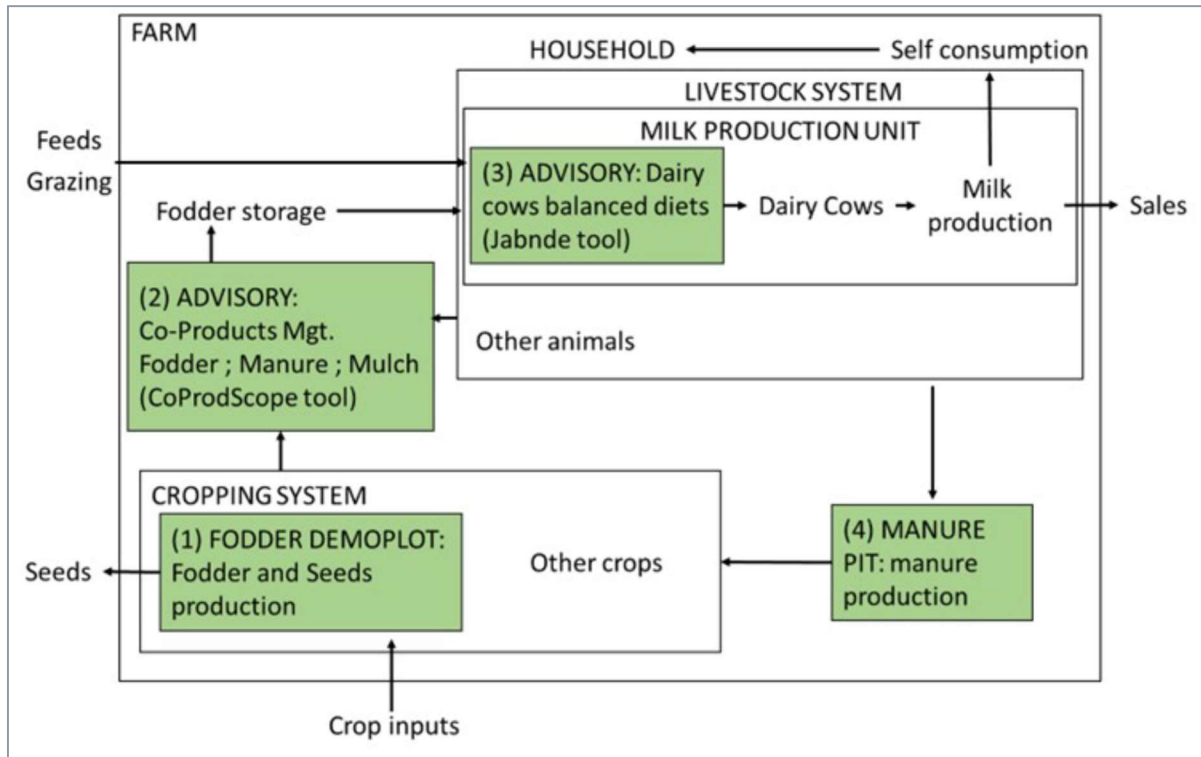 FARM
HOUSEHOLD
Self consumption
LIVESTOCK SYSTEM
MILK PRODUCTION UNIT
Feeds
Grazing
(3) ADVISORY: Dairy
cows balanced diets
(Jabnde tool)
Dairy Cows
Milk
production
Sales
Fodder storage
(2) ADVISORY:
Co-Products Mgt.
Fodder ; Manure ; Mulch
(CoProdScope tool)
Other animals
CROPPING SYSTEM
(1) FODDER DEMOPLOT:
Fodder and Seeds
production
Other crops
(4) MANURE
PIT: manure
production
Seeds
Crop inputs